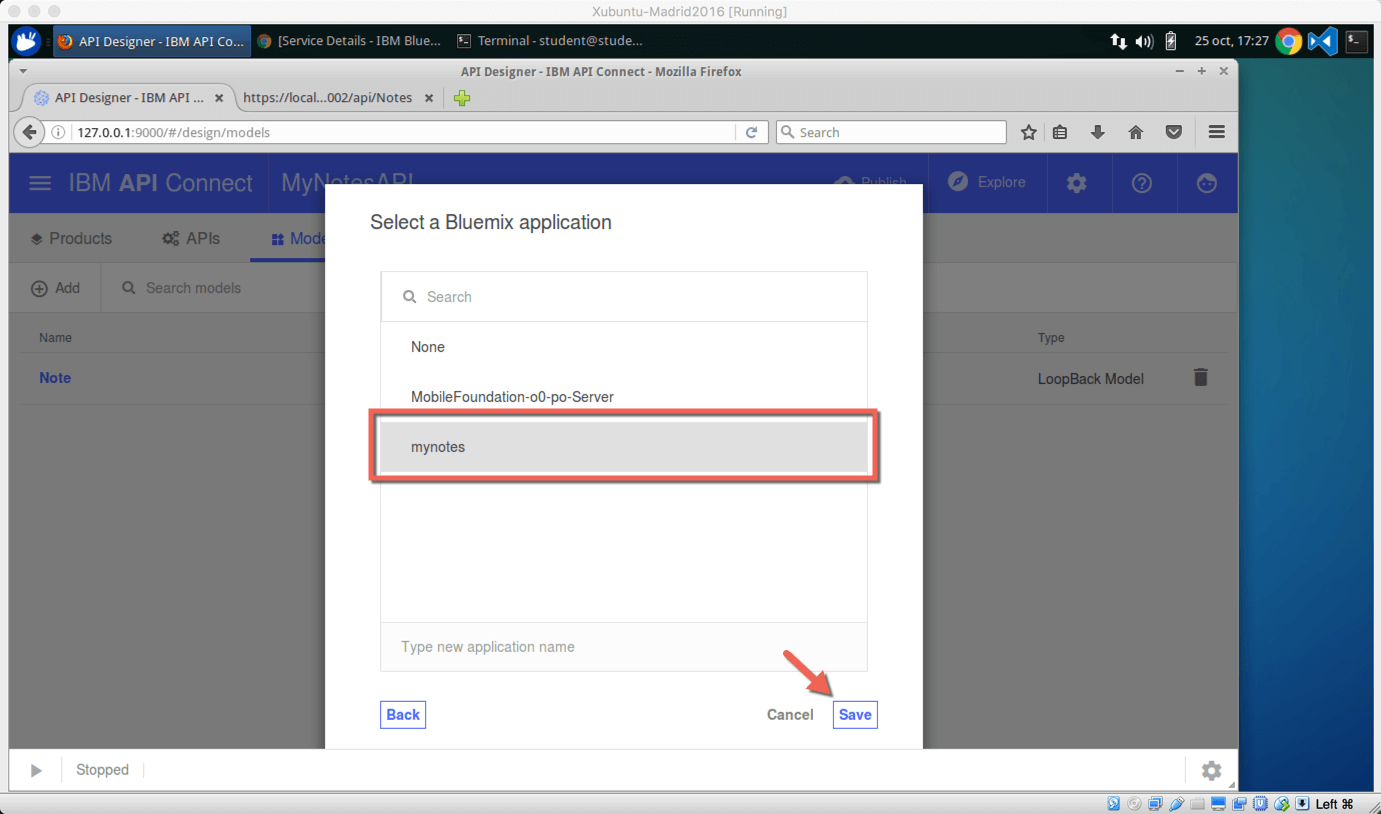 Xubuntu-Madrid2016 [Running]
API Designer - IBM API Co... [Service Details - IBM Blue... Terminal - student@stude... 25 oct, 17:27
API Designer - IBM API Connect - Mozilla Firefox
API Designer - IBM API ... https://local...002/api/Notes
127.0.0.1:9000/#/design/models Search
IBM API Connect MyNotesAPI Publish Explore
Products APIs Mode
Select a Bluemix application
Add Search models
Search
Name Type
None
Note LoopBack Model
MobileFoundation-o0-po-Server
mynotes
Type new application name
Back Cancel Save
Stopped
Left ⌘